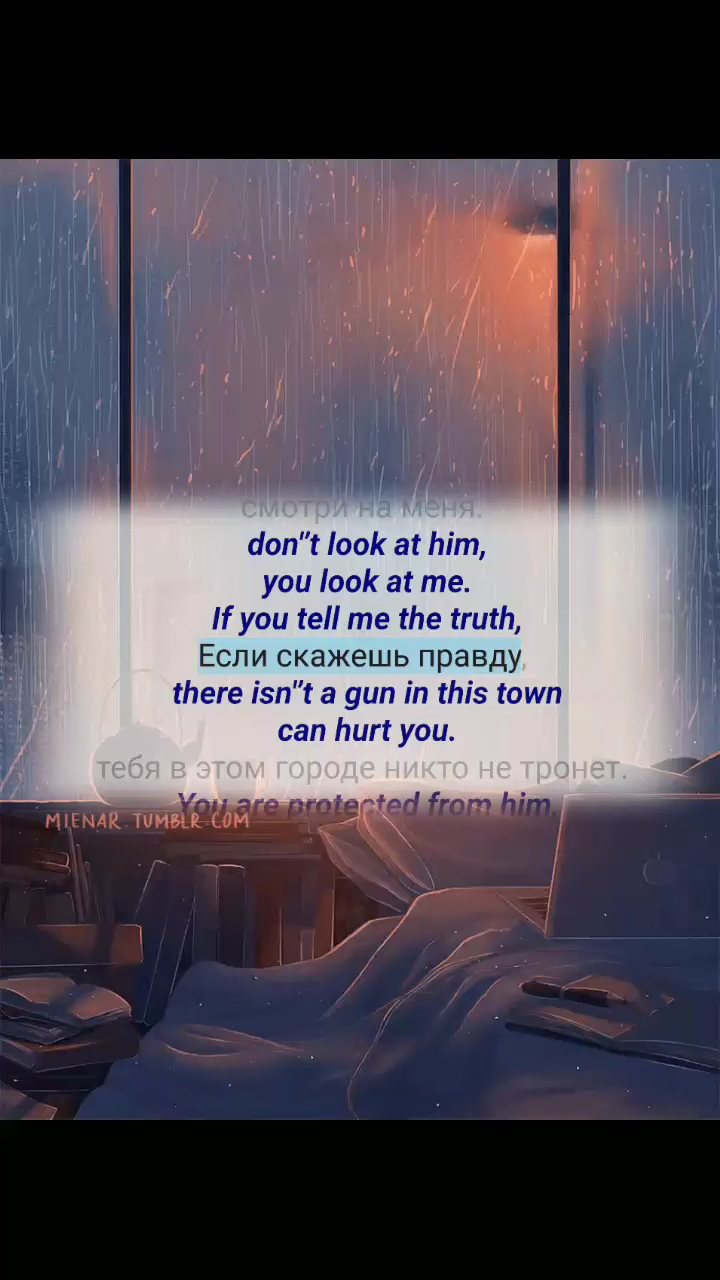 смотри на меня.
don"t look at him,
you look at me.
If you tell me the truth,
Если скажешь правду,
there isn"t a gun in this town
can hurt you.
тебя в этом городе никто не тронет.
You are protected from him,
MIENAR.TUMBLR.COM